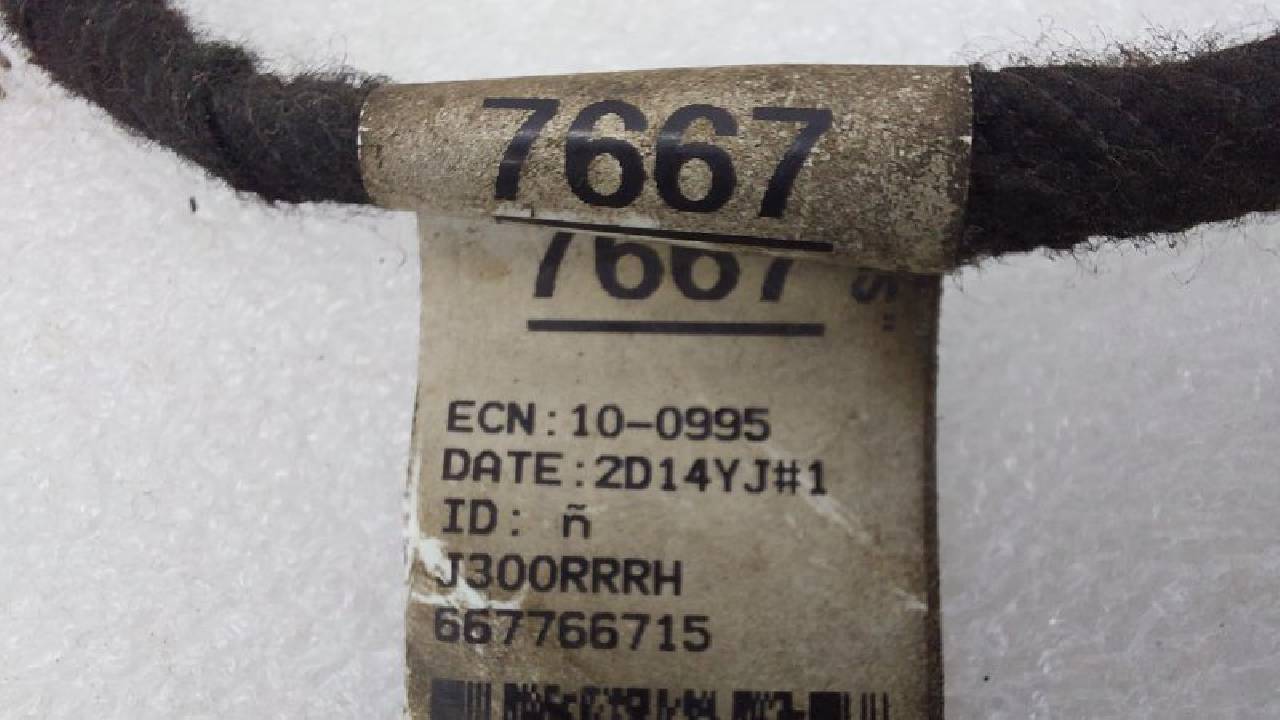 7667
7667
ECN:10-0995
DATE:2D14YJ#1
ID: ñ
J300RRRH
667766715